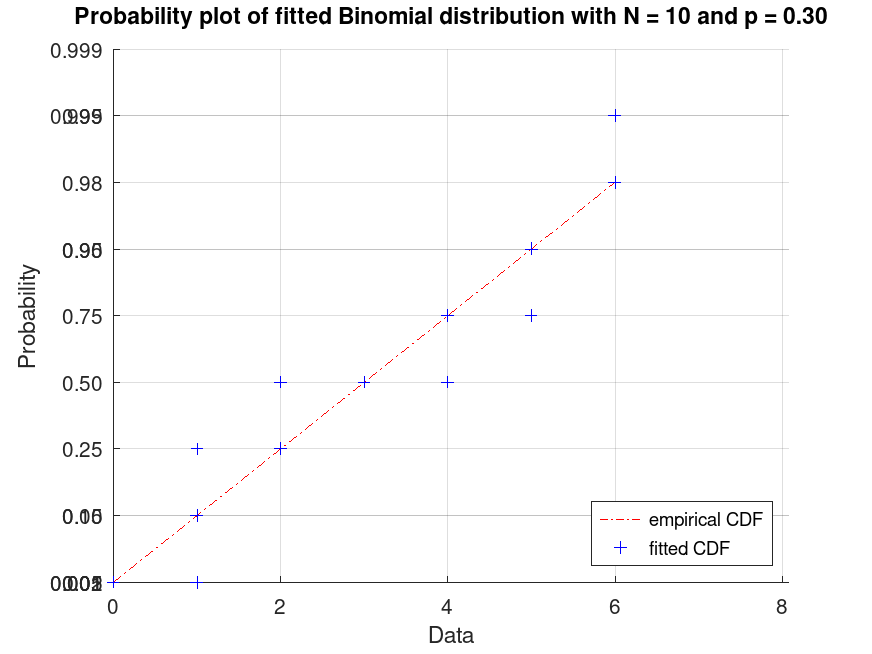 Probability plot of fitted Binomial distribution with N = 10 and p = 0.30
0.999
0.98
0.75
0.50
0.25
Probability
empirical CDF
fitted CDF
0 2 4 6 8
Data